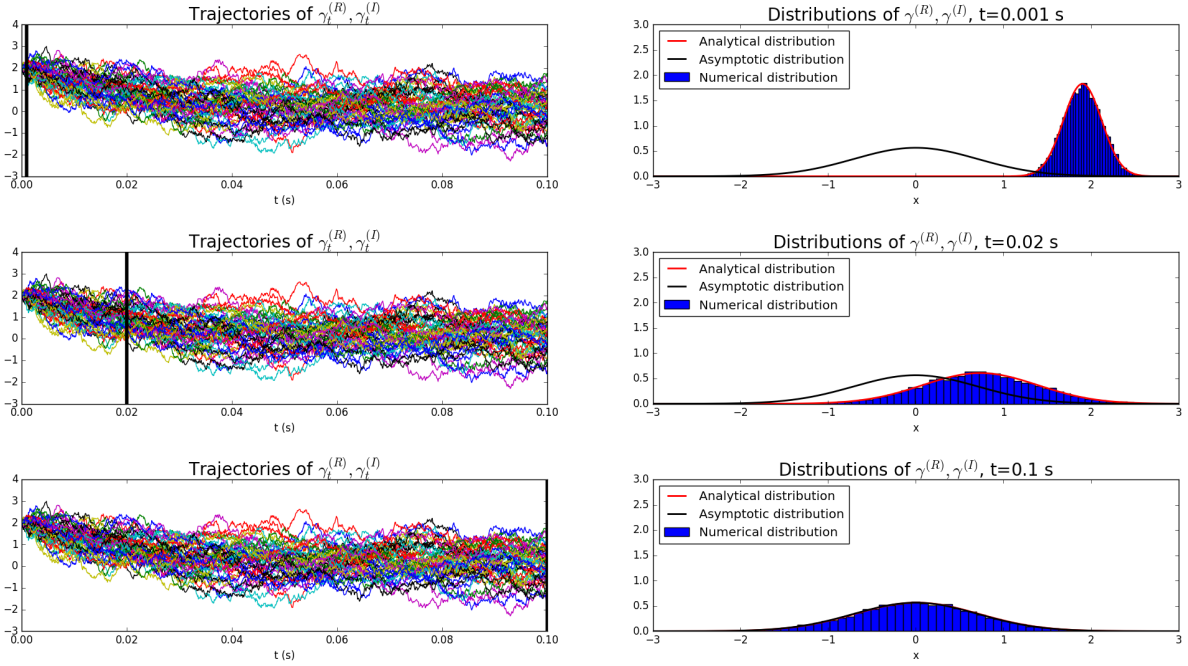 Trajectories of γₜ⁽ᴿ⁾, γₜ⁽ᴵ⁾
4
3
2
1
0
−1
−2
−3
0.00 0.02 0.04 0.06 0.08 0.10
t (s)
Distributions of γ⁽ᴿ⁾, γ⁽ᴵ⁾, t=0.001 s
3.0
2.5
2.0
1.5
1.0
0.5
0.0
Analytical distribution
Asymptotic distribution
Numerical distribution
−3 −2 −1 0 1 2 3
x
Trajectories of γₜ⁽ᴿ⁾, γₜ⁽ᴵ⁾
4
3
2
1
0
−1
−2
−3
0.00 0.02 0.04 0.06 0.08 0.10
t (s)
Distributions of γ⁽ᴿ⁾, γ⁽ᴵ⁾, t=0.02 s
3.0
2.5
2.0
1.5
1.0
0.5
0.0
Analytical distribution
Asymptotic distribution
Numerical distribution
−3 −2 −1 0 1 2 3
x
Trajectories of γₜ⁽ᴿ⁾, γₜ⁽ᴵ⁾
4
3
2
1
0
−1
−2
−3
0.00 0.02 0.04 0.06 0.08 0.10
t (s)
Distributions of γ⁽ᴿ⁾, γ⁽ᴵ⁾, t=0.1 s
3.0
2.5
2.0
1.5
1.0
0.5
0.0
Analytical distribution
Asymptotic distribution
Numerical distribution
−3 −2 −1 0 1 2 3
x